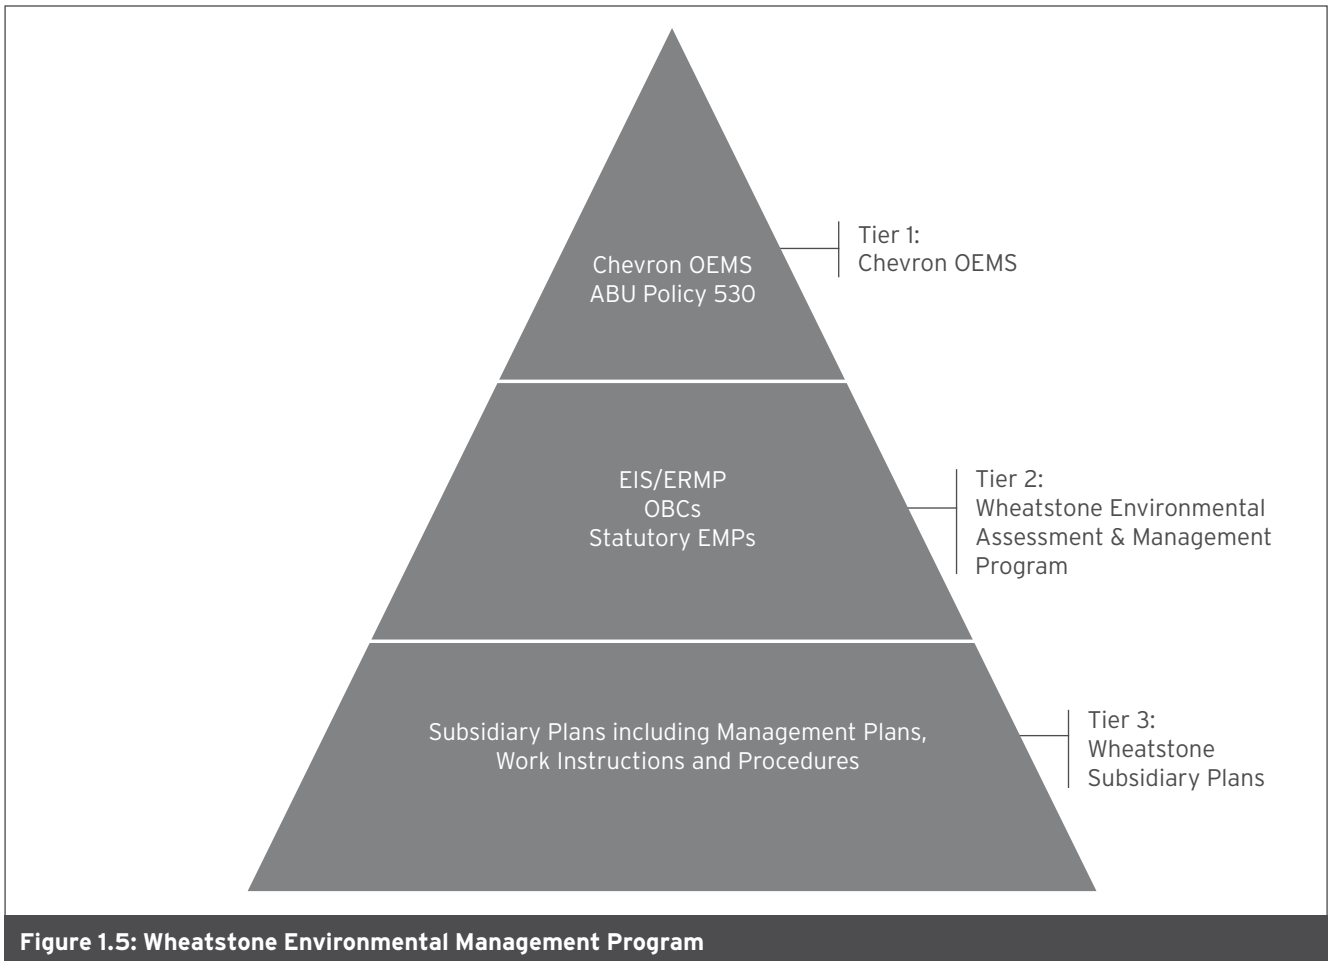 Chevron OEMS
ABU Policy 530
Tier 1:
Chevron OEMS
EIS/ERMP
OBCs
Statutory EMPs
Tier 2:
Wheatstone Environmental
Assessment & Management
Program
Subsidiary Plans including Management Plans,
Work Instructions and Procedures
Tier 3:
Wheatstone
Subsidiary Plans
Figure 1.5: Wheatstone Environmental Management Program